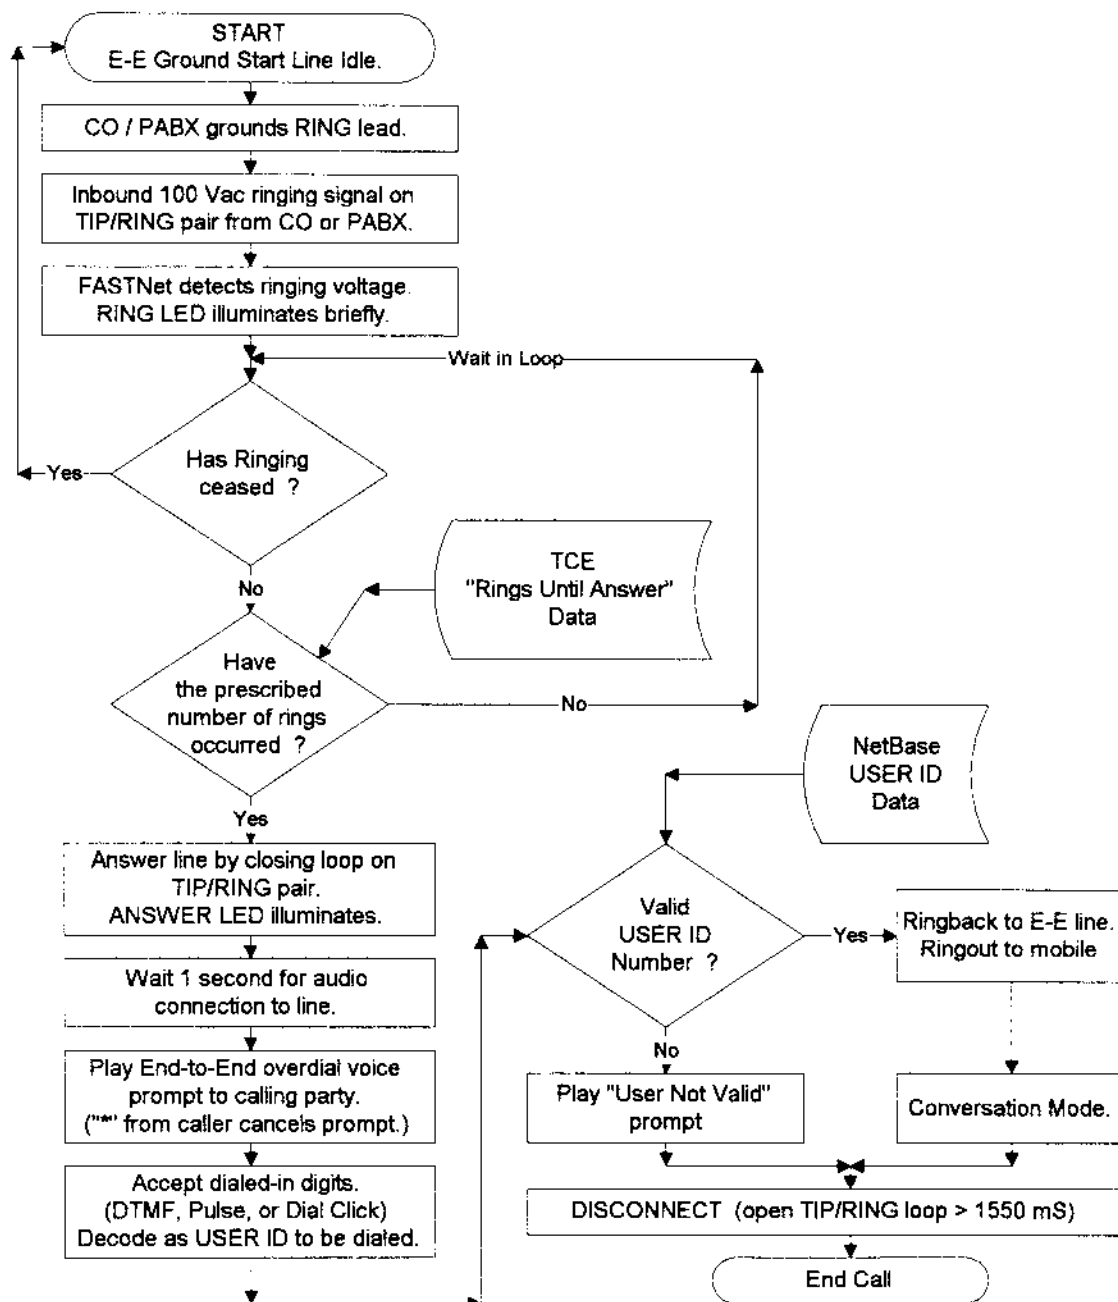 START
E-E Ground Start Line Idle.
CO / PABX grounds RING lead.
Inbound 100 Vac ringing signal on
TIP/RING pair from CO or PABX.
FASTNet detects ringing voltage.
RING LED illuminates briefly.
Wait in Loop
Has Ringing
ceased ?
Yes
No
TCE
"Rings Until Answer"
Data
Have
the prescribed
number of rings
occurred ?
No
Yes
NetBase
USER ID
Data
Answer line by closing loop on
TIP/RING pair.
ANSWER LED illuminates.
Wait 1 second for audio
connection to line.
Play End-to-End overdial voice
prompt to calling party.
("*" from caller cancels prompt.)
Accept dialed-in digits.
(DTMF, Pulse, or Dial Click)
Decode as USER ID to be dialed.
Valid
USER ID
Number ?
Yes
Ringback to E-E line.
Ringout to mobile
No
Play "User Not Valid"
prompt
Conversation Mode.
DISCONNECT (open TIP/RING loop > 1550 mS)
End Call